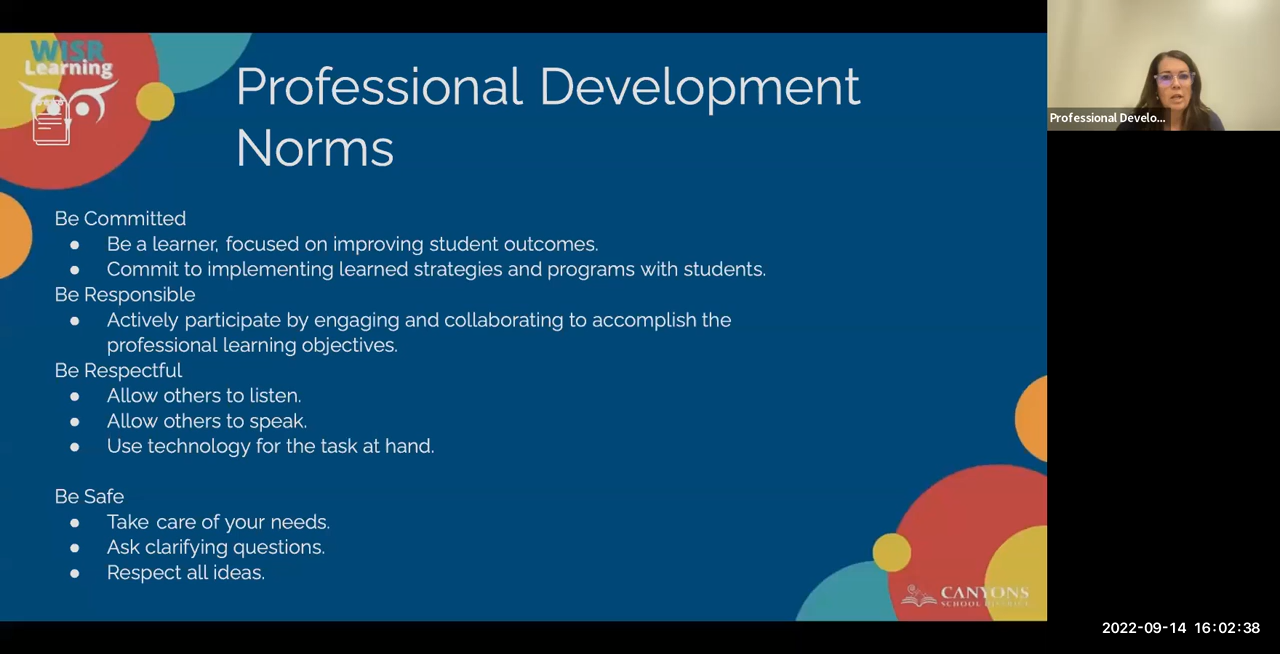 WISR
Learning
Professional Development
Norms
Professional Develo...
Be Committed
● Be a learner, focused on improving student outcomes.
● Commit to implementing learned strategies and programs with students.
Be Responsible
● Actively participate by engaging and collaborating to accomplish the
professional learning objectives.
Be Respectful
● Allow others to listen.
● Allow others to speak.
● Use technology for the task at hand.
Be Safe
● Take care of your needs.
● Ask clarifying questions.
● Respect all ideas.
CANYONS
SCHOOL DISTRICT
2022-09-14 16:02:38